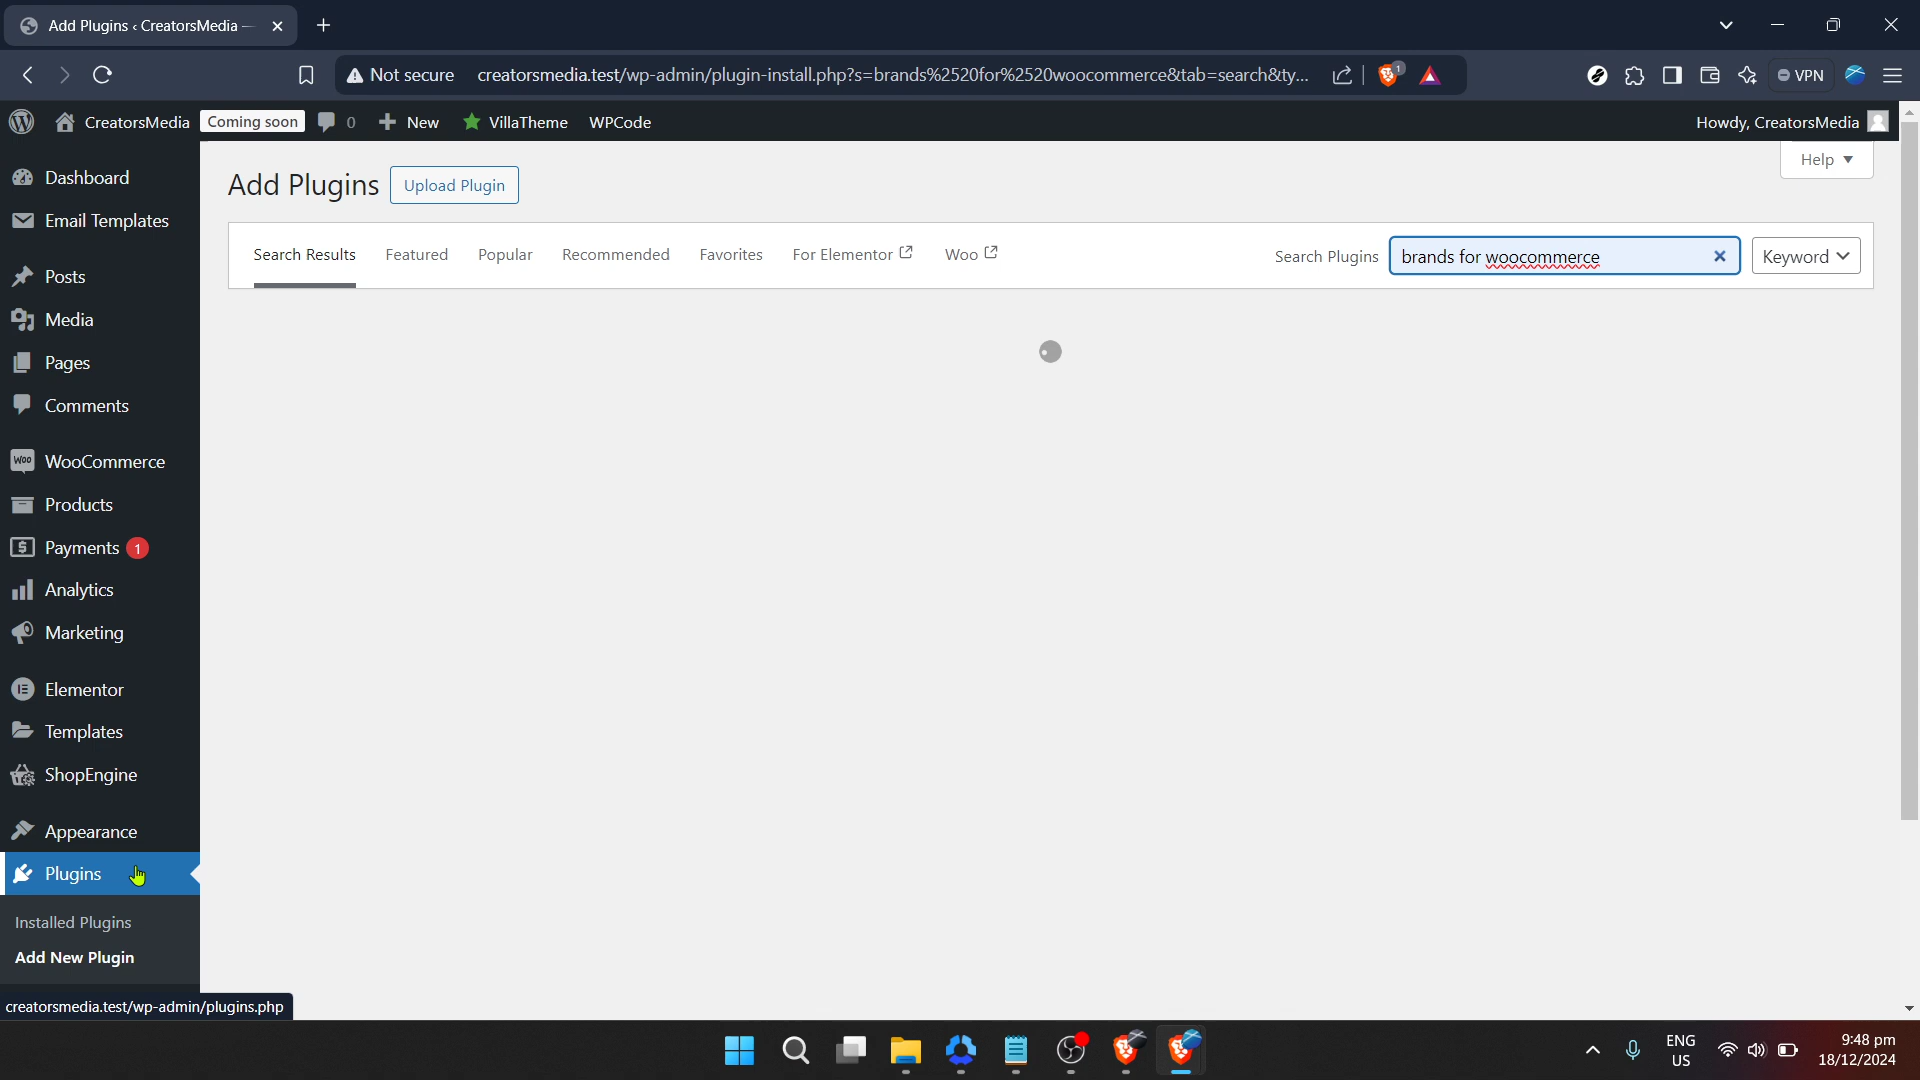 Add Plugins ‹ CreatorsMedia —
Not secure creatorsmedia.test/wp-admin/plugin-install.php?s=brands%2520for%2520woocommerce&tab=search&ty...
1
VPN
CreatorsMedia Coming soon 0 New VillaTheme WPCode
Howdy, CreatorsMedia
Help
Dashboard
Email Templates
Posts
Media
Pages
Comments
Woo WooCommerce
Products
Payments 1
Analytics
Marketing
Elementor
Templates
ShopEngine
Appearance
Plugins
Installed Plugins
Add New Plugin
Add Plugins Upload Plugin
Search Results Featured Popular Recommended Favorites For Elementor Woo
Search Plugins brands for woocommerce Keyword
creatorsmedia.test/wp-admin/plugins.php
ENG
US
9:48 pm
18/12/2024